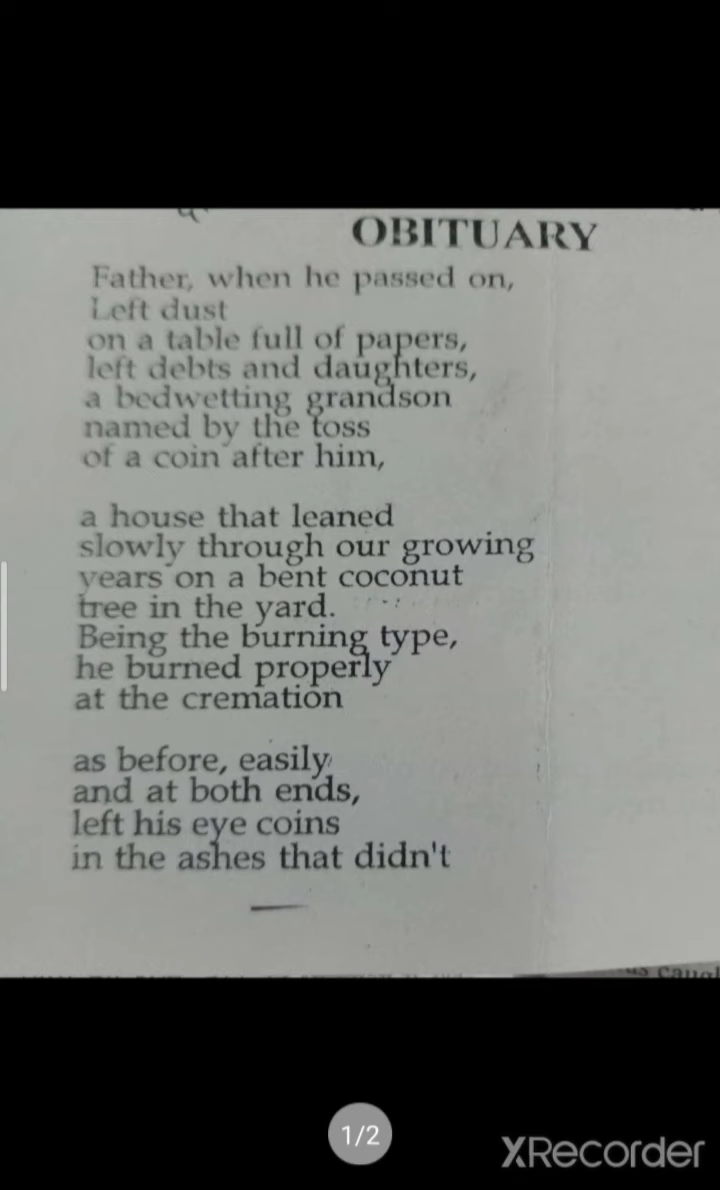 OBITUARY
Father, when he passed on,
Left dust
on a table full of papers,
left debts and daughters,
a bedwetting grandson
named by the toss
of a coin after him,
a house that leaned
slowly through our growing
years on a bent coconut
tree in the yard.
Being the burning type,
he burned properly
at the cremation
as before, easily
and at both ends,
left his eye coins
in the ashes that didn't
1/2
XRecorder